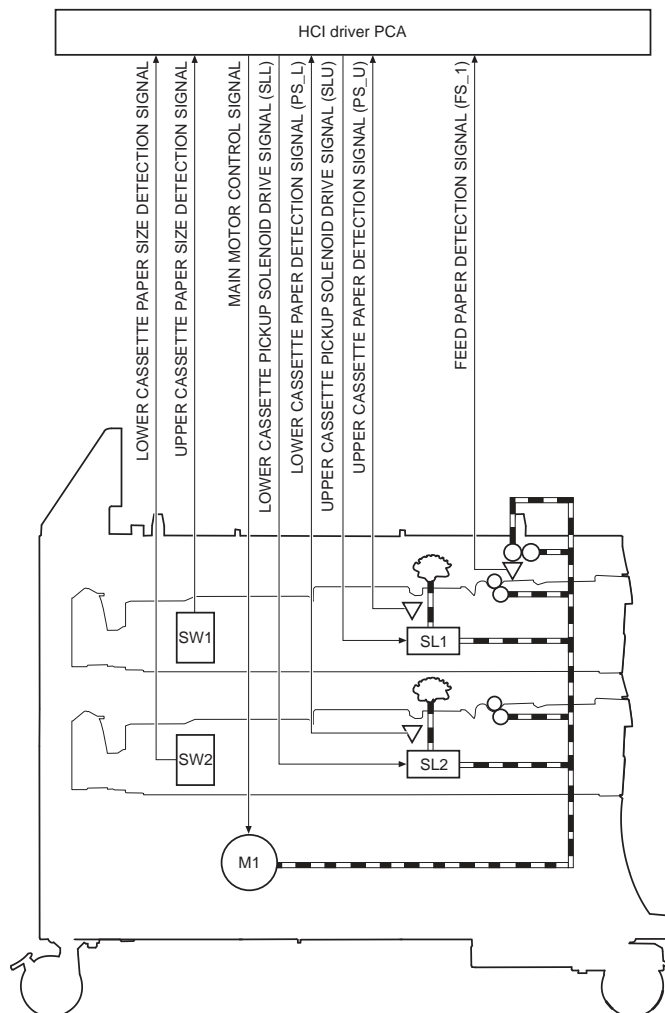 HCI driver PCA
LOWER CASSETTE PAPER SIZE DETECTION SIGNAL
UPPER CASSETTE PAPER SIZE DETECTION SIGNAL
MAIN MOTOR CONTROL SIGNAL
LOWER CASSETTE PICKUP SOLENOID DRIVE SIGNAL (SLL)
LOWER CASSETTE PAPER DETECTION SIGNAL (PS_L)
UPPER CASSETTE PICKUP SOLENOID DRIVE SIGNAL (SLU)
UPPER CASSETTE PAPER DETECTION SIGNAL (PS_U)
FEED PAPER DETECTION SIGNAL (FS_1)
SW1
SL1
SW2
SL2
M1